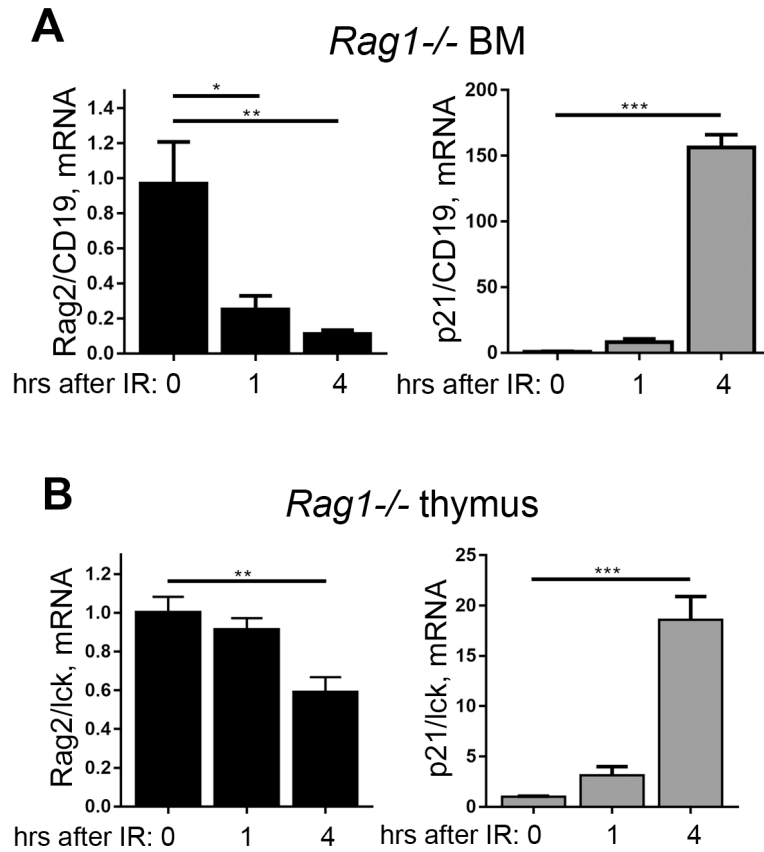 A
Rag1-/- BM
Rag2/CD19, mRNA
1.4
1.2
1.0
0.8
0.6
0.4
0.2
0.0
*
**
hrs after IR: 0 1 4
p21/CD19, mRNA
200
150
100
50
0
***
hrs after IR: 0 1 4
B
Rag1-/- thymus
Rag2/lck, mRNA
1.2
1.0
0.8
0.6
0.4
0.2
0.0
**
hrs after IR: 0 1 4
p21/lck, mRNA
25
20
15
10
5
0
***
hrs after IR: 0 1 4